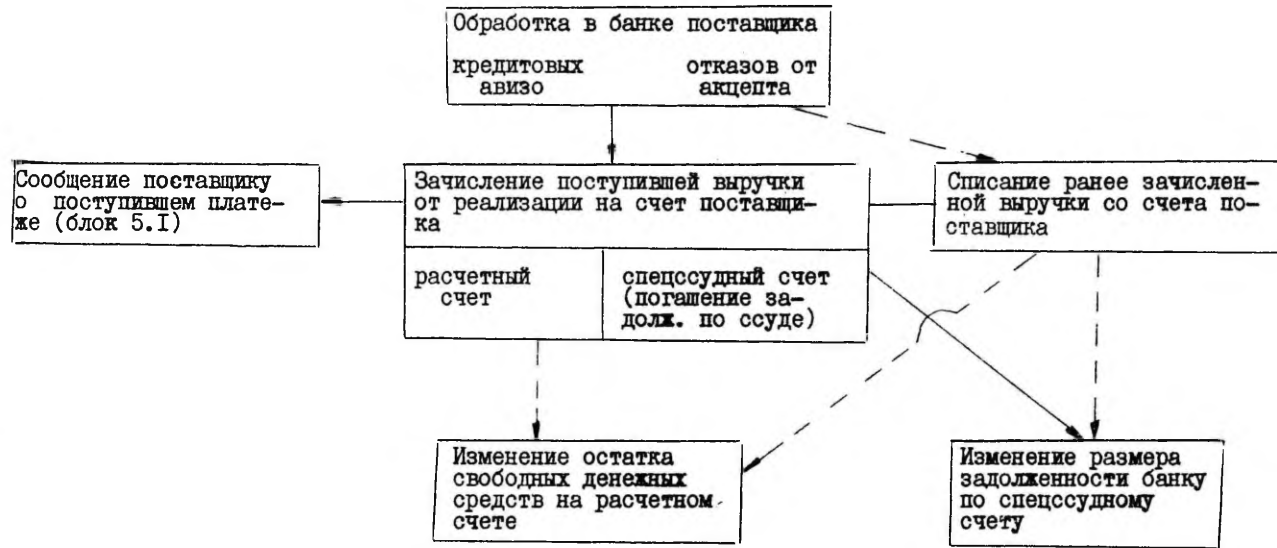 Обработка в банке поставщика
кредитовых отказов от
авизо акцепта
Сообщение поставщику
о поступившем плате-
же (блок 5.I)
Зачисление поступившей выручки
от реализации на счет поставщи-
ка
расчетный
счет
спецссудный счет
(погашение за-
долж. по ссуде)
Списание ранее зачислен-
ной выручки со счета по-
ставщика
Изменение остатка
свободных денежных
средств на расчетном
счете
Изменение размера
задолженности банку
по спецссудному
счету